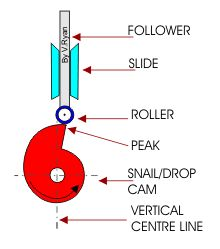 FOLLOWER
By V.Ryan
SLIDE
ROLLER
PEAK
SNAIL/DROP
CAM
VERTICAL
CENTRE LINE